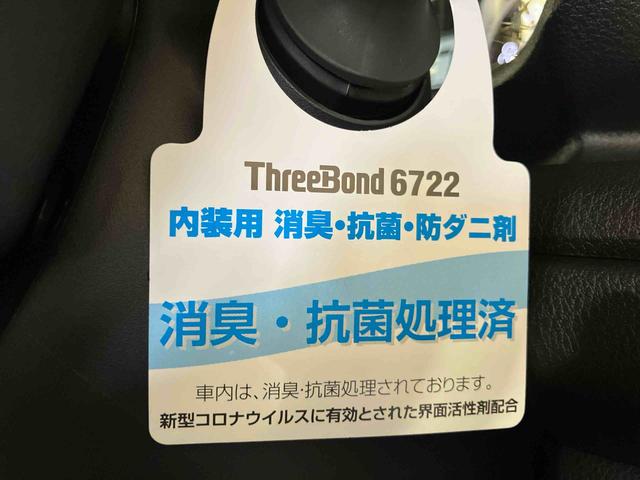 ThreeBond 6722
内装用 消臭・抗菌・防ダニ剤
消臭・抗菌処理済
車内は、消臭・抗菌処理されております。
新型コロナウイルスに有効とされた界面活性剤配合